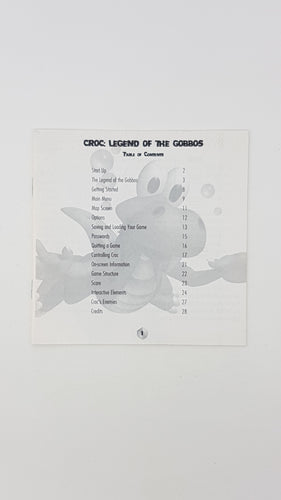 CROC: LEGEND OF THE GOBBOS
TABLE OF CONTENTS
Start Up 2
The Legend of the Gobbos 3
Getting Started 8
Main Menu 9
Map Screen 11
Options 12
Saving and Loading Your Game 13
Passwords 15
Quitting a Game 16
Controlling Croc 17
On-screen Information 21
Game Structure 22
Score 23
Interactive Elements 24
Croc's Enemies 27
Credits 28
1